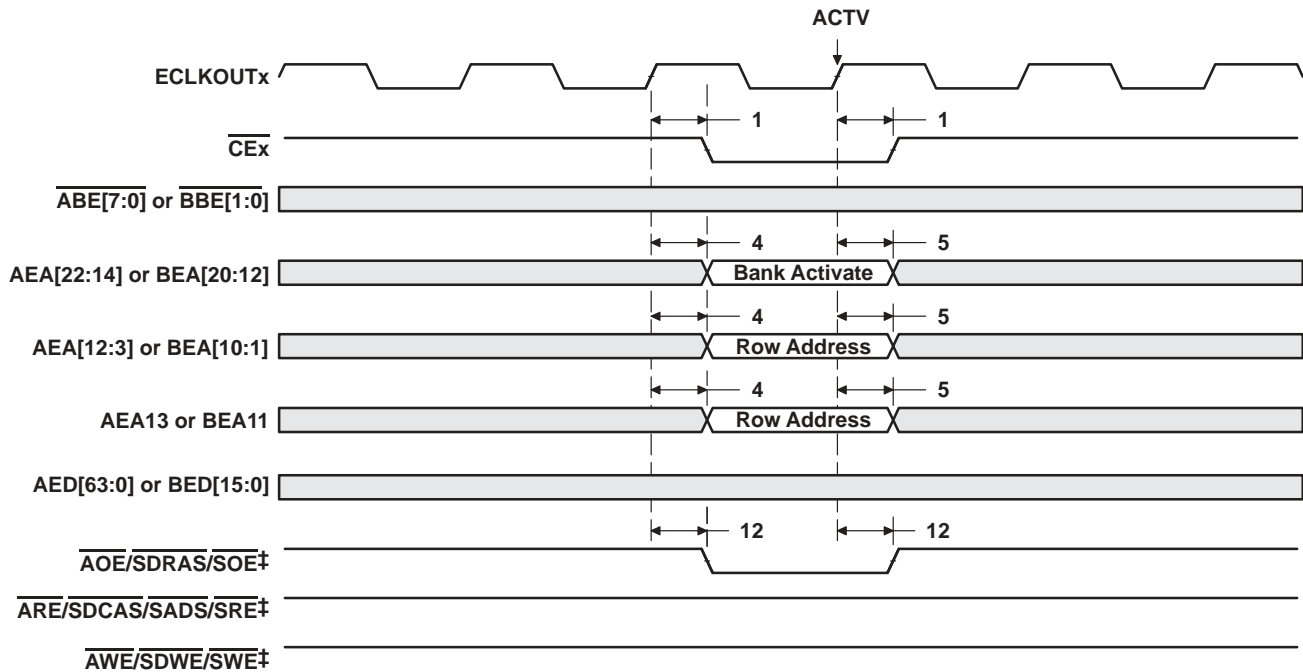 ACTV
ECLKOUTx
1 1
CEx
ABE[7:0] or BBE[1:0]
4 5
AEA[22:14] or BEA[20:12] Bank Activate
4 5
AEA[12:3] or BEA[10:1] Row Address
4 5
AEA13 or BEA11 Row Address
AED[63:0] or BED[15:0]
12 12
AOE/SDRAS/SOE‡
ARE/SDCAS/SADS/SRE‡
AWE/SDWE/SWE‡